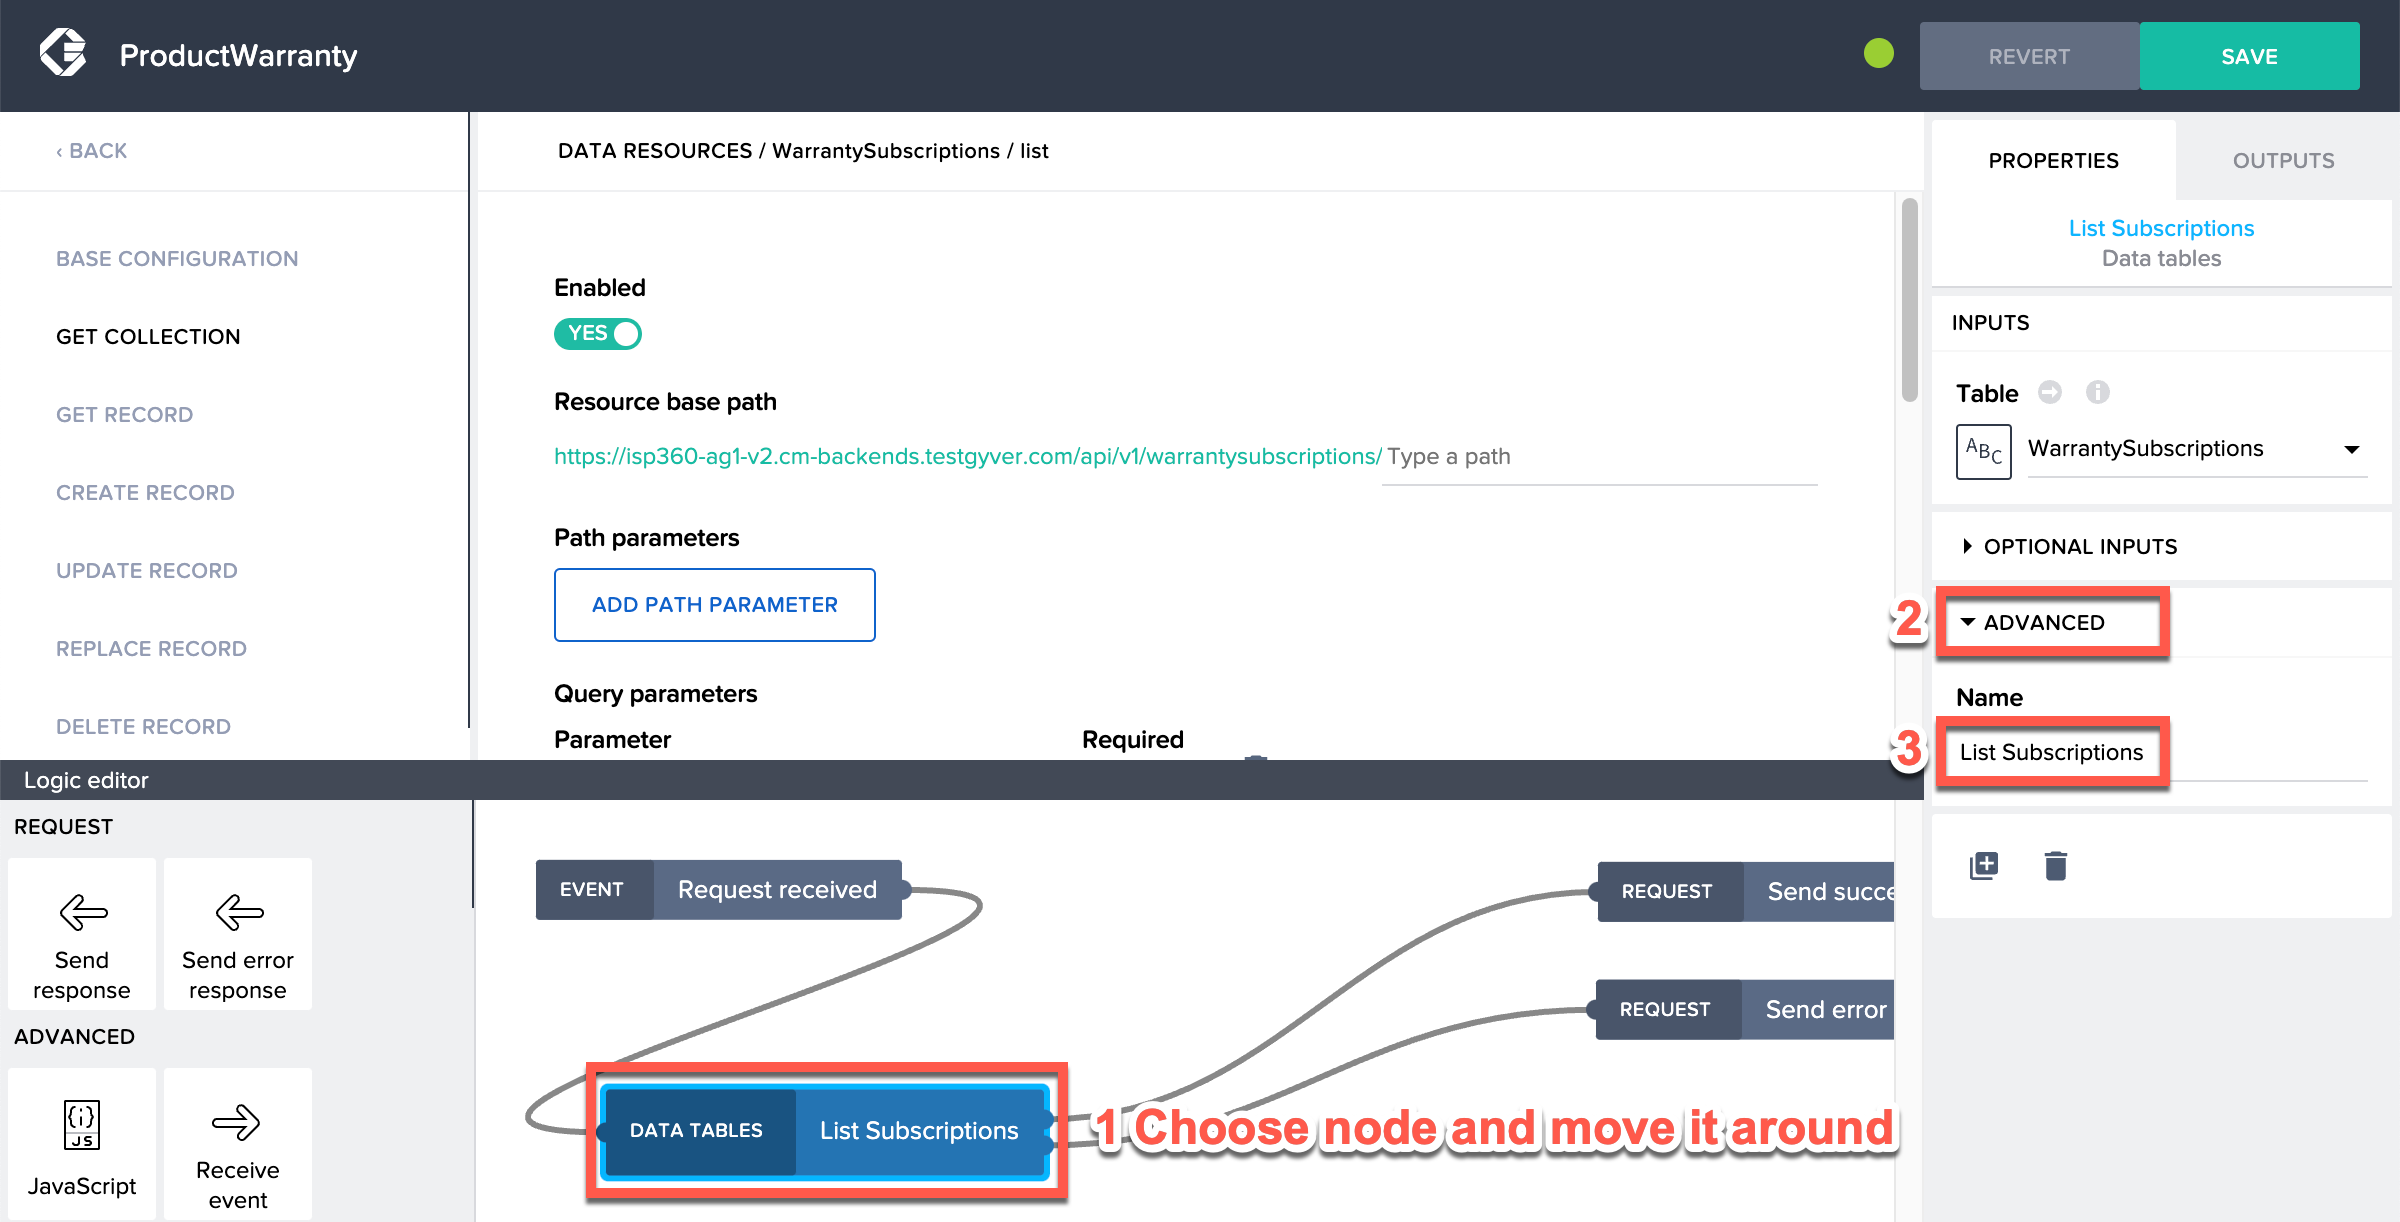 ProductWarranty
REVERT
SAVE
‹ BACK
BASE CONFIGURATION
GET COLLECTION
GET RECORD
CREATE RECORD
UPDATE RECORD
REPLACE RECORD
DELETE RECORD
DATA RESOURCES / WarrantySubscriptions / list
Enabled
YES
Resource base path
https://isp360-ag1-v2.cm-backends.testgyver.com/api/v1/warrantysubscriptions/ Type a path
Path parameters
ADD PATH PARAMETER
Query parameters
Parameter Required
PROPERTIES
OUTPUTS
List Subscriptions
Data tables
INPUTS
Table
ABC WarrantySubscriptions
OPTIONAL INPUTS
2 ADVANCED
Name
3 List Subscriptions
Logic editor
REQUEST
Send
response
Send error
response
ADVANCED
{i}
JS
JavaScript
Receive
event
EVENT Request received
REQUEST Send succe
REQUEST Send error
DATA TABLES List Subscriptions
1 Choose node and move it around